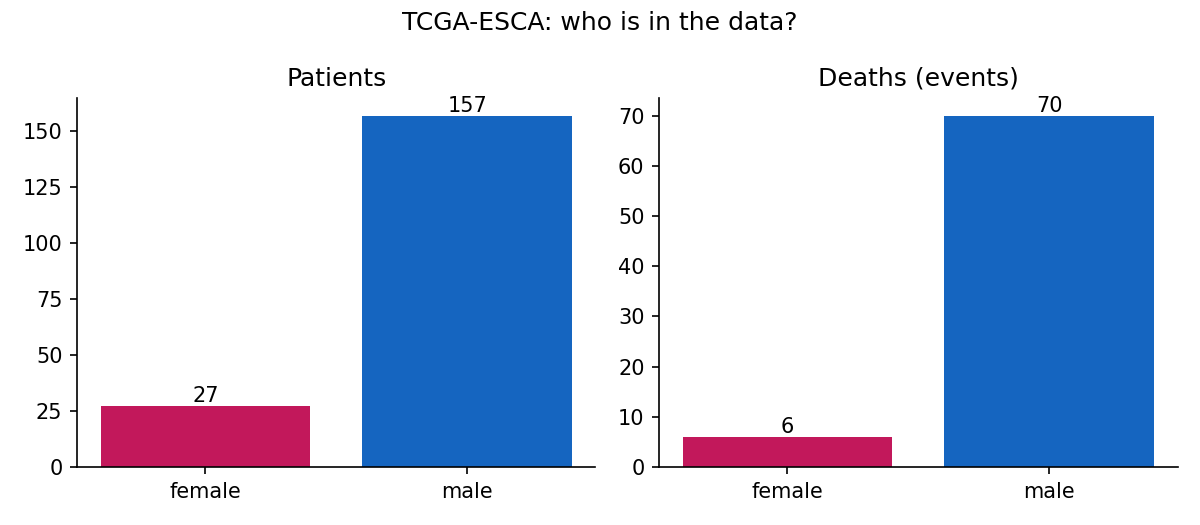 TCGA-ESCA: who is in the data?
Patients
157
150
125
100
75
50
27
25
0
female
male
Deaths (events)
70
70
60
50
40
30
20
10
6
0
female
male